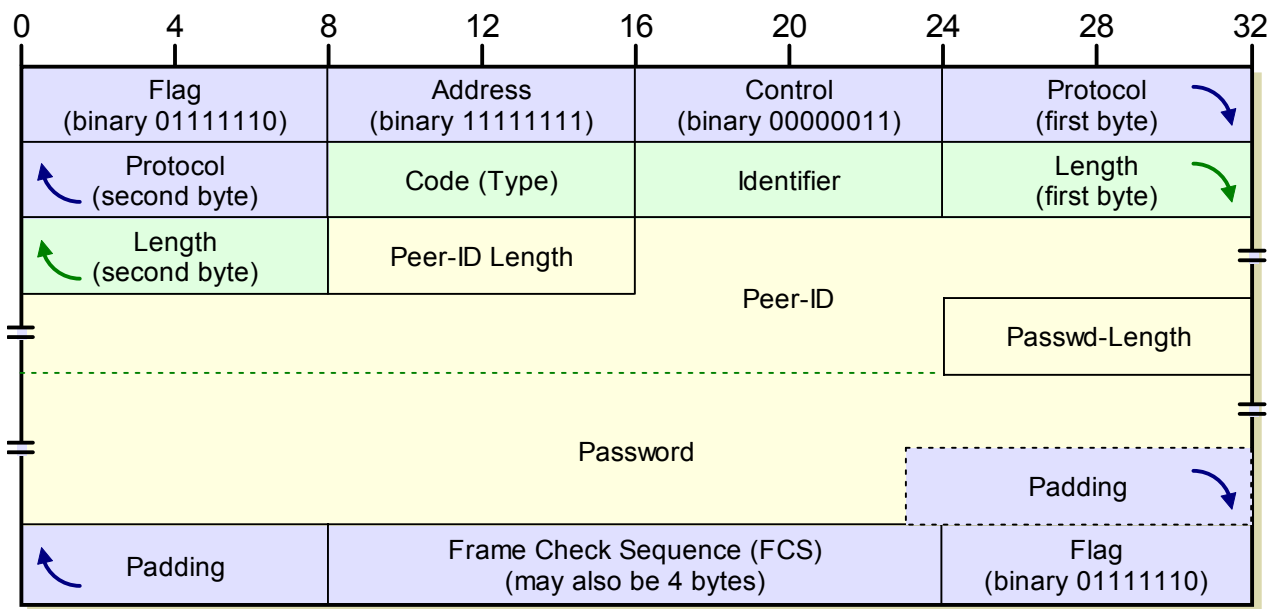 0 4 8 12 16 20 24 28 32
Flag Address Control Protocol
(binary 01111110) (binary 11111111) (binary 00000011) (first byte)
Protocol
(second byte)
Code (Type)
Identifier
Length
(first byte)
Length
(second byte)
Peer-ID Length
Peer-ID
Passwd-Length
Password
Padding
Padding
Frame Check Sequence (FCS)
(may also be 4 bytes)
Flag
(binary 01111110)